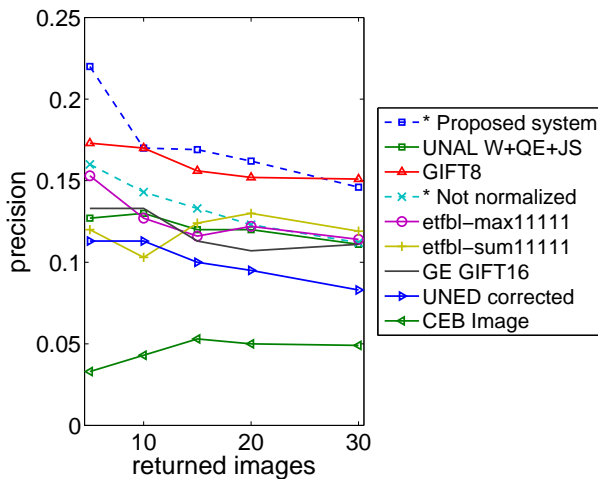 0.25
0.2
0.15
0.1
0.05
0
precision
10
20
30
returned images
* Proposed system
UNAL W+QE+JS
GIFT8
* Not normalized
etfbl-max11111
etfbl-sum11111
GE GIFT16
UNED corrected
CEB Image